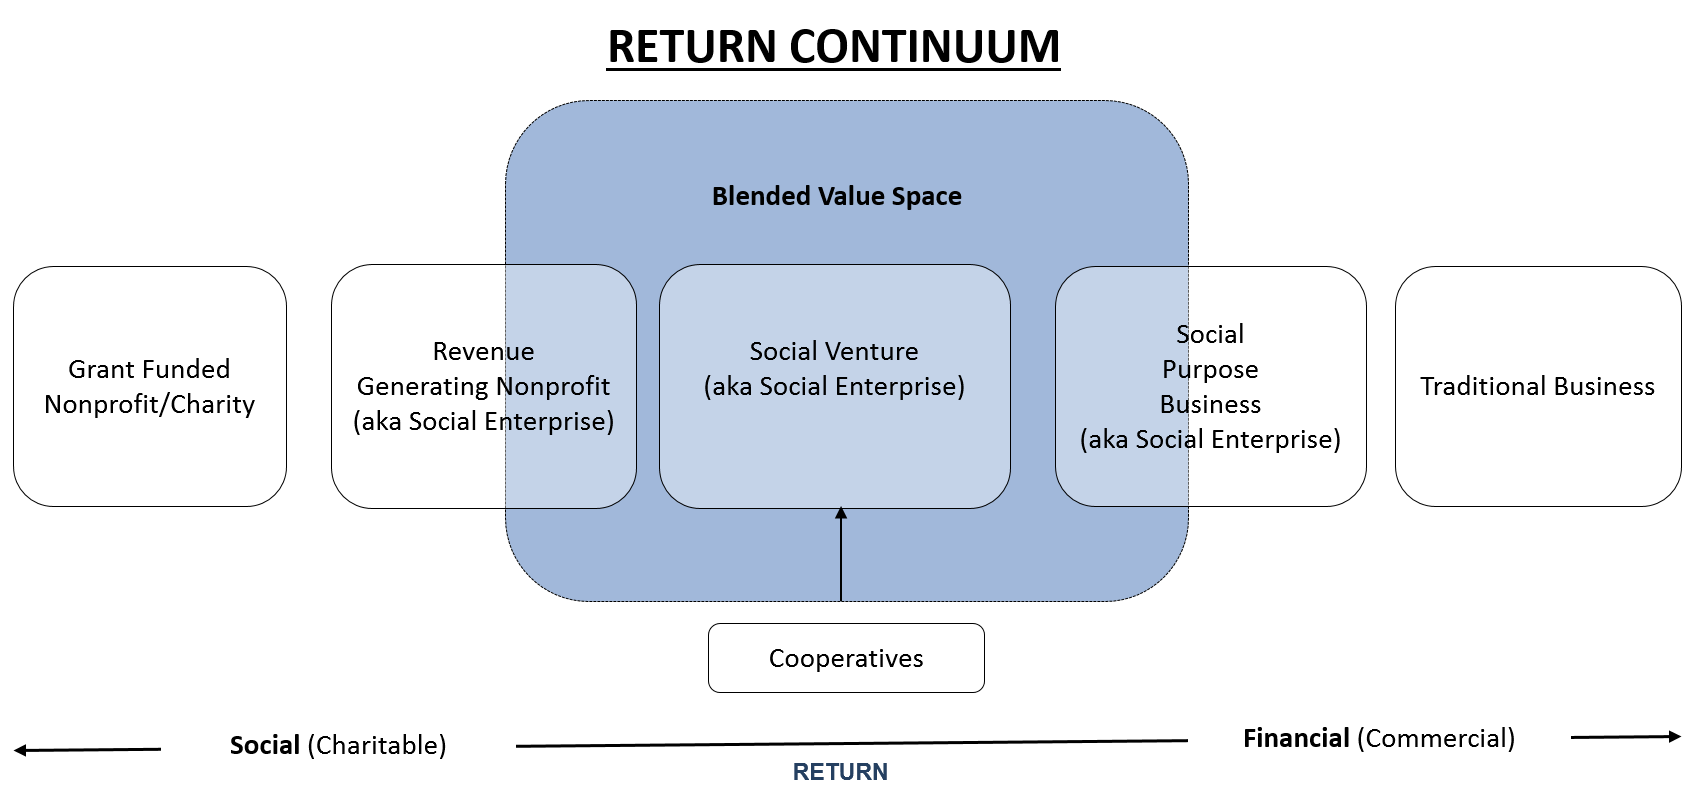 RETURN CONTINUUM
Blended Value Space
Grant Funded
Nonprofit/Charity
Revenue
Generating Nonprofit
(aka Social Enterprise)
Social Venture
(aka Social Enterprise)
Social
Purpose
Business
(aka Social Enterprise)
Traditional Business
Cooperatives
Social (Charitable)
Financial (Commercial)
RETURN